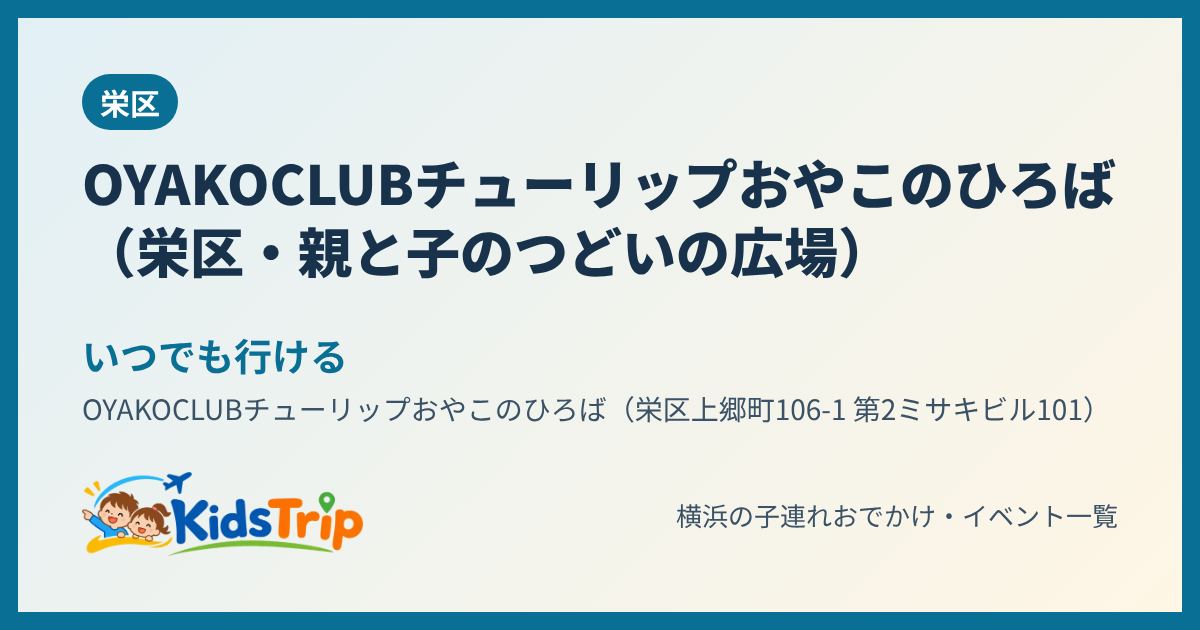 栄区
OYAKOCLUBチューリップおやこのひろば
（栄区・親と子のつどいの広場）
いつでも行ける
OYAKOCLUBチューリップおやこのひろば（栄区上郷町106-1 第2ミサキビル101）
KidsTrip
横浜の子連れおでかけ・イベント一覧